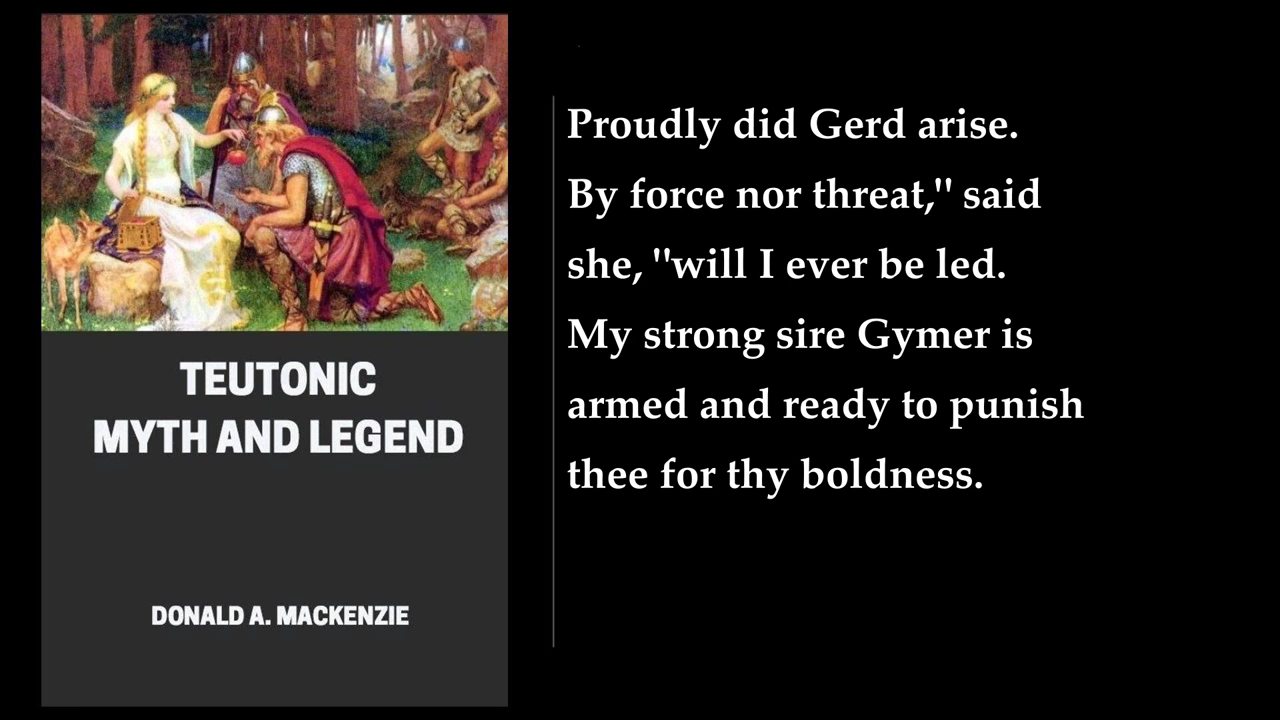 TEUTONIC
MYTH AND LEGEND
DONALD A. MACKENZIE
Proudly did Gerd arise.
By force nor threat," said
she, "will I ever be led.
My strong sire Gymer is
armed and ready to punish
thee for thy boldness.